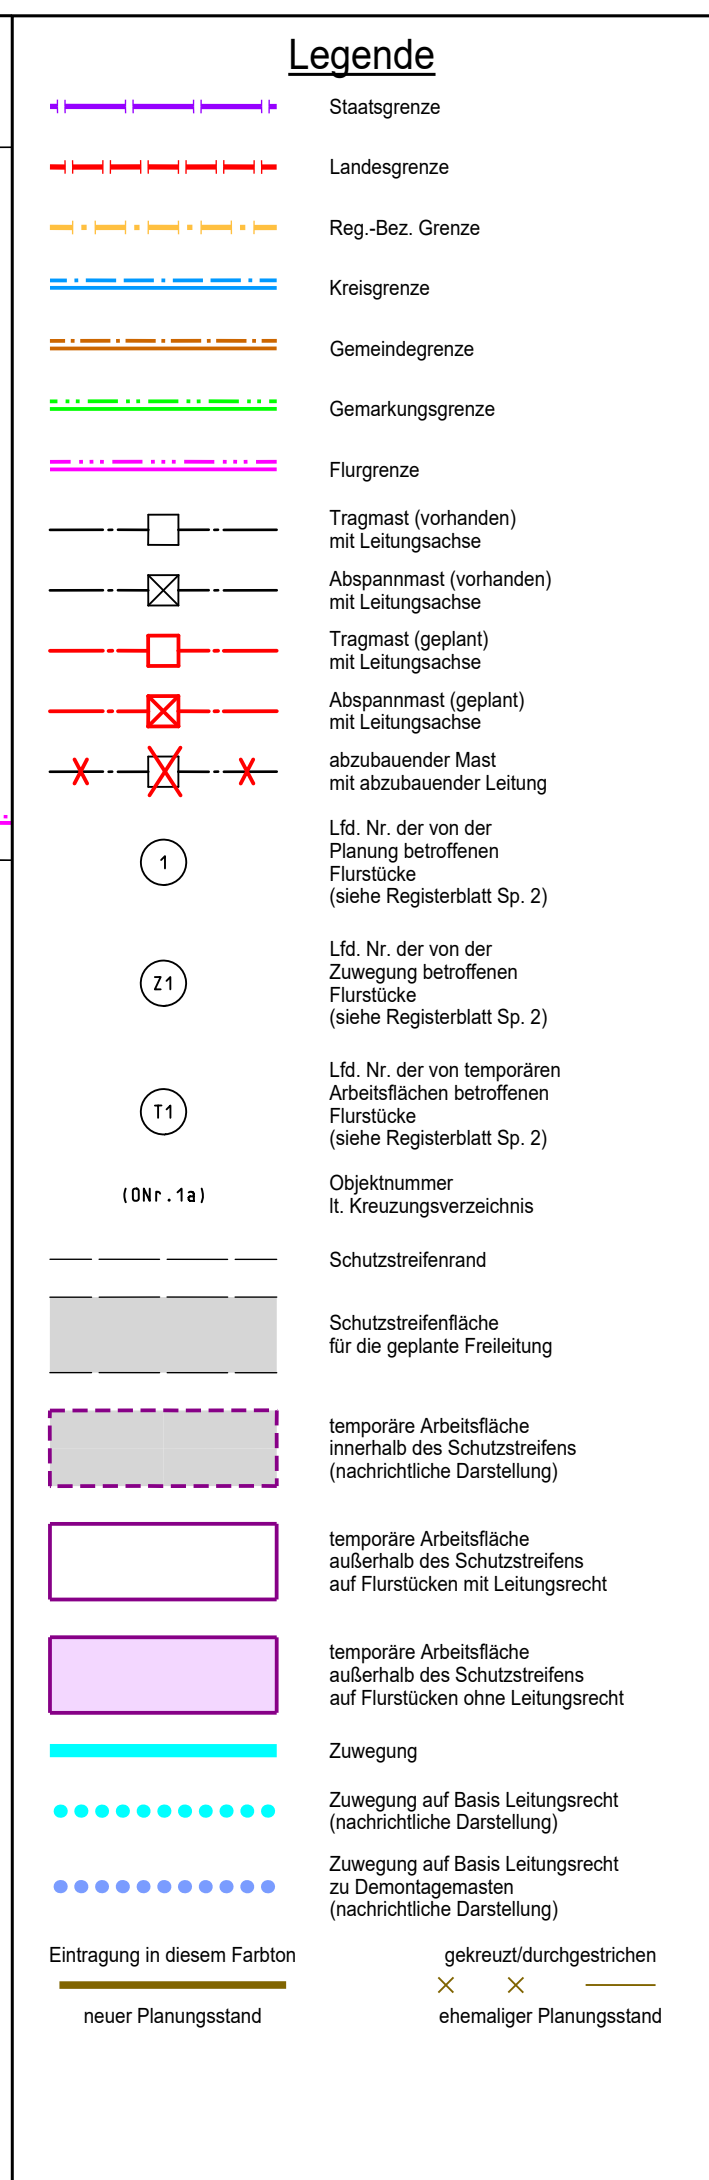 Legende
Staatsgrenze
Landesgrenze
Reg.-Bez. Grenze
Kreisgrenze
Gemeindegrenze
Gemarkungsgrenze
Flurgrenze
Tragmast (vorhanden)
mit Leitungsachse
Abspannmast (vorhanden)
mit Leitungsachse
Tragmast (geplant)
mit Leitungsachse
Abspannmast (geplant)
mit Leitungsachse
abzubauender Mast
mit abzubauender Leitung
1
Lfd. Nr. der von der
Planung betroffenen
Flurstücke
(siehe Registerblatt Sp. 2)
Z1
Lfd. Nr. der von der
Zuwegung betroffenen
Flurstücke
(siehe Registerblatt Sp. 2)
T1
Lfd. Nr. der von temporären
Arbeitsflächen betroffenen
Flurstücke
(siehe Registerblatt Sp. 2)
(ONr.1a)
Objektnummer
lt. Kreuzungsverzeichnis
Schutzstreifenrand
Schutzstreifenfläche
für die geplante Freileitung
temporäre Arbeitsfläche
innerhalb des Schutzstreifens
(nachrichtliche Darstellung)
temporäre Arbeitsfläche
außerhalb des Schutzstreifens
auf Flurstücken mit Leitungsrecht
temporäre Arbeitsfläche
außerhalb des Schutzstreifens
auf Flurstücken ohne Leitungsrecht
Zuwegung
Zuwegung auf Basis Leitungsrecht
(nachrichtliche Darstellung)
Zuwegung auf Basis Leitungsrecht
zu Demontagemasten
(nachrichtliche Darstellung)
Eintragung in diesem Farbton
neuer Planungsstand
gekreuzt/durchgestrichen
ehemaliger Planungsstand